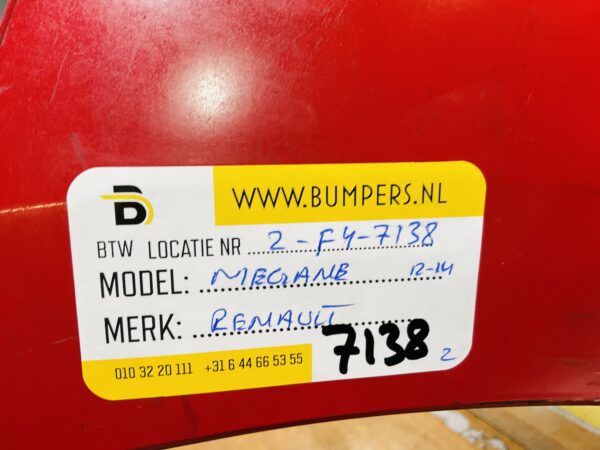 B
WWW.BUMPERS.NL
BTW LOCATIE NR 2-F4-7138
MODEL: MEGANE 12-14
MERK: RENAULT
7138 2
010 32 20 111 +31 6 44 66 53 55